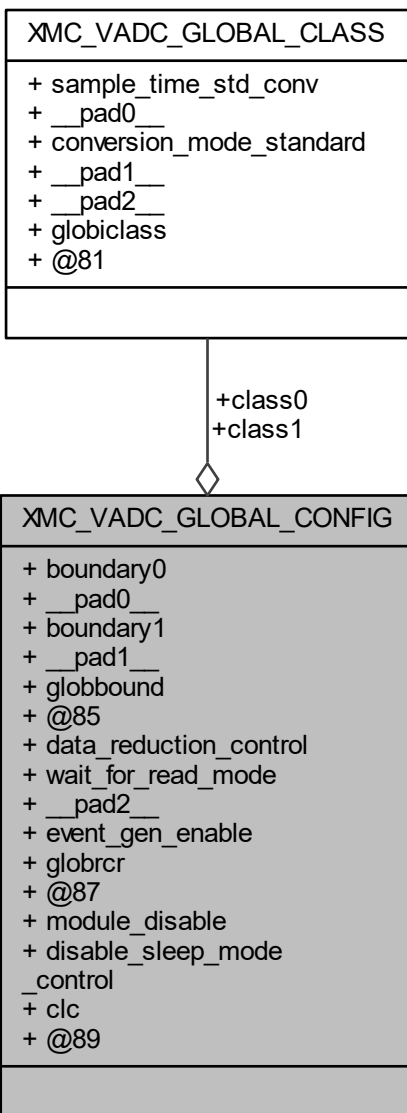 XMC_VADC_GLOBAL_CLASS
+ sample_time_std_conv
+ __pad0__
+ conversion_mode_standard
+ __pad1__
+ __pad2__
+ globiclass
+ @81
+class0
+class1
XMC_VADC_GLOBAL_CONFIG
+ boundary0
+ __pad0__
+ boundary1
+ __pad1__
+ globbound
+ @85
+ data_reduction_control
+ wait_for_read_mode
+ __pad2__
+ event_gen_enable
+ globrcr
+ @87
+ module_disable
+ disable_sleep_mode
_control
+ clc
+ @89